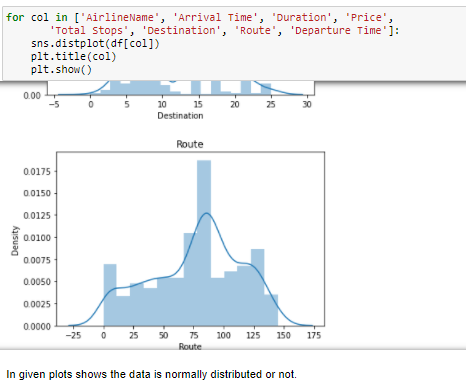 for col in ['AirlineName', 'Arrival Time', 'Duration', 'Price',
'Total Stops', 'Destination', 'Route', 'Departure Time']:
sns.distplot(df[col])
plt.title(col)
plt.show()
0.00
-5 0 5 10 15 20 25 30
Destination
Route
0.0175
0.0150
0.0125
0.0100
0.0075
0.0050
0.0025
0.0000
Density
-25 0 25 50 75 100 125 150 175
Route
In given plots shows the data is normally distributed or not.